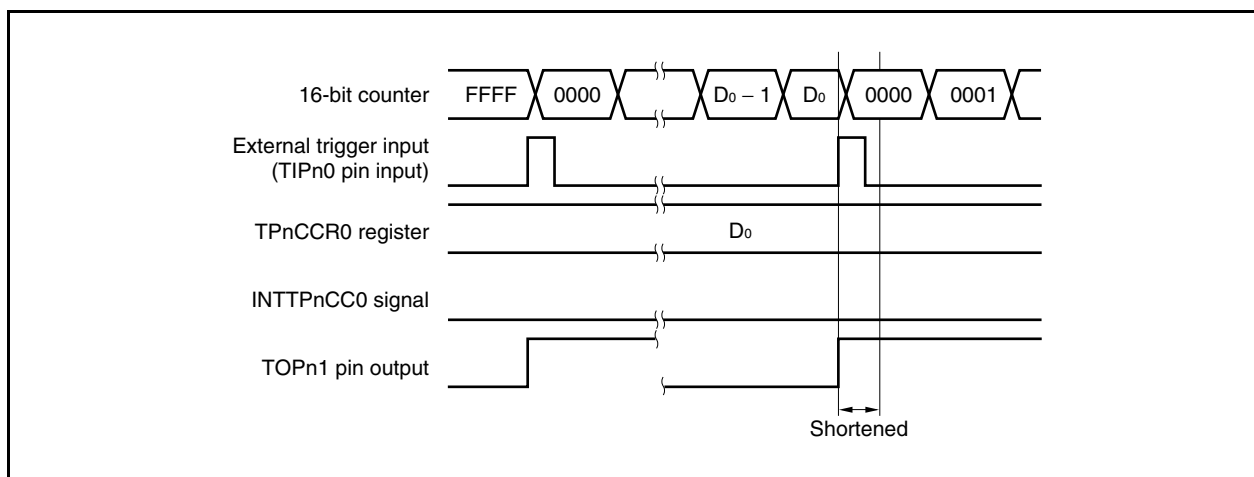 16-bit counter FFFF 0000 D₀ − 1 D₀ 0000 0001
External trigger input
(TIPn0 pin input)
TPnCCR0 register D₀
INTTPnCC0 signal
TOPn1 pin output
Shortened